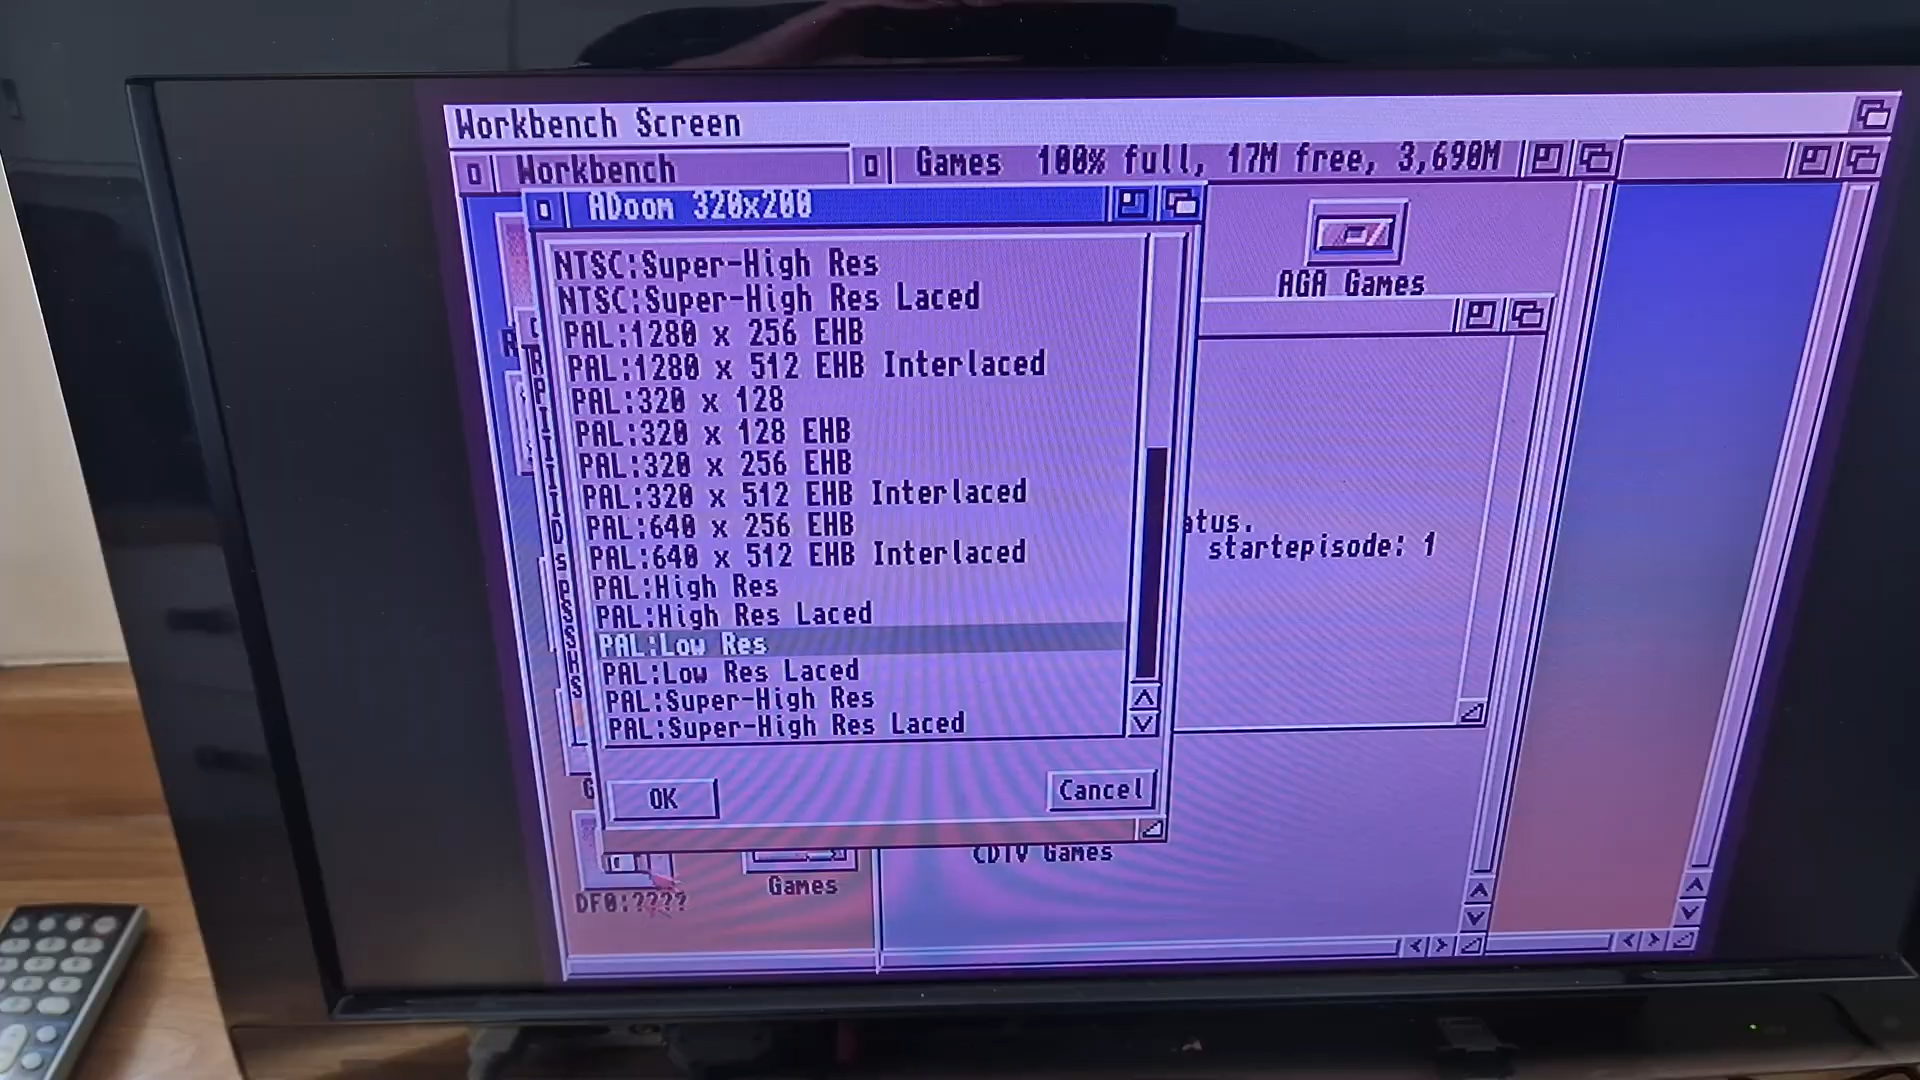 Workbench Screen
Workbench
Games 100% full, 17M free, 3,690M
ADoom 320x200
NTSC:Super-High Res
NTSC:Super-High Res Laced
PAL:1280 x 256 EHB
PAL:1280 x 512 EHB Interlaced
PAL:320 x 128
PAL:320 x 128 EHB
PAL:320 x 256 EHB
PAL:320 x 512 EHB Interlaced
PAL:640 x 256 EHB
PAL:640 x 512 EHB Interlaced
PAL:High Res
PAL:High Res Laced
PAL:Low Res
PAL:Low Res Laced
PAL:Super-High Res
PAL:Super-High Res Laced
OK
Cancel
AGA Games
atus.
startepisode: 1
CDTV Games
Games
DF0:????